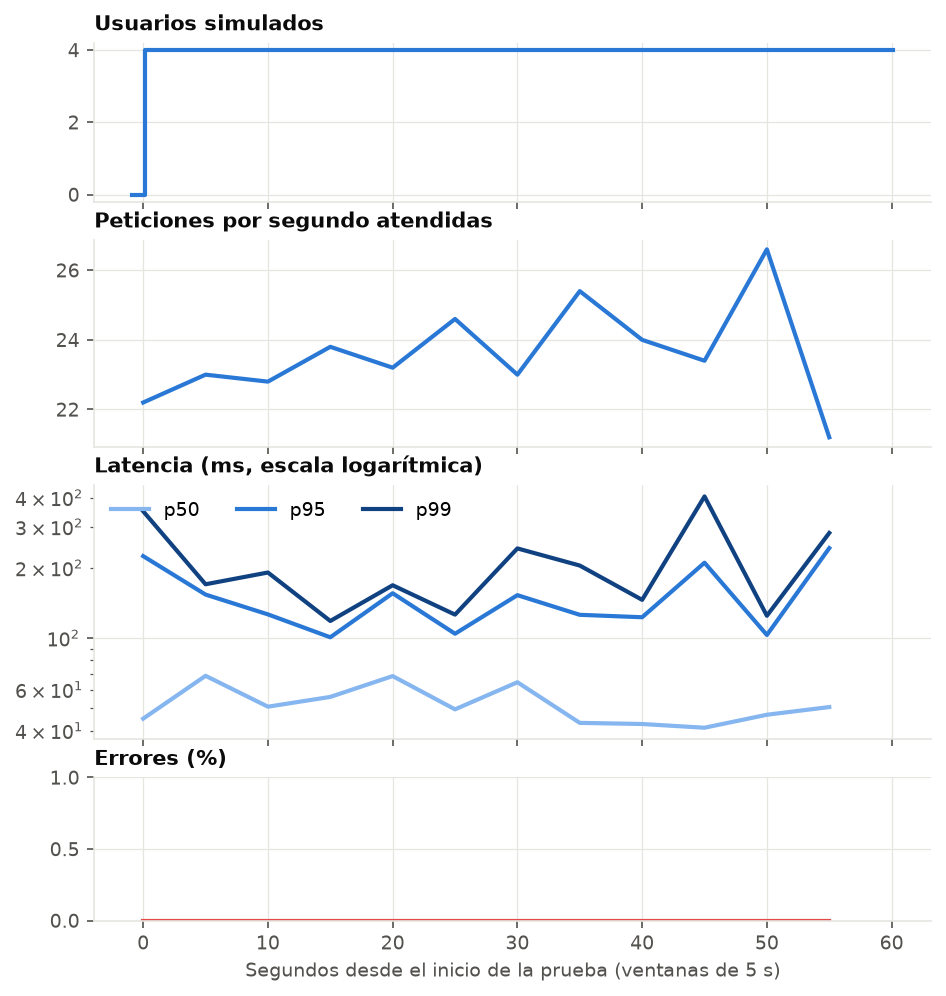 Usuarios simulados
4
2
0
Peticiones por segundo atendidas
26
24
22
Latencia (ms, escala logarítmica)
4 × 10²
3 × 10²
2 × 10²
10²
6 × 10¹
4 × 10¹
p50 p95 p99
Errores (%)
1.0
0.5
0.0
0 10 20 30 40 50 60
Segundos desde el inicio de la prueba (ventanas de 5 s)